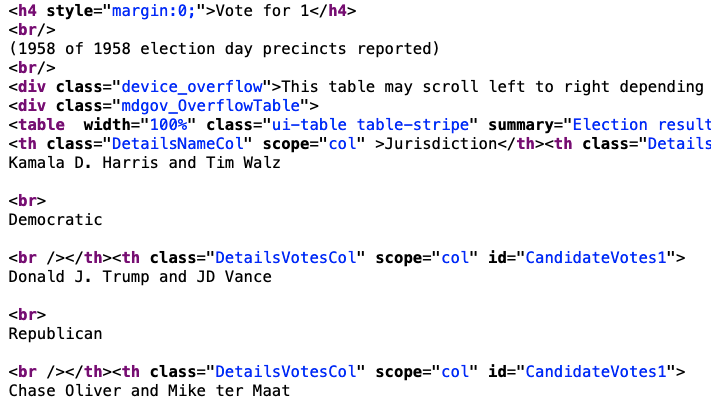 <h4 style="margin:0;">Vote for 1</h4>
<br/>
(1958 of 1958 election day precincts reported)
<br/>
<div class="device_overflow">This table may scroll left to right depending
<div class="mdgov_OverflowTable">
<table  width="100%" class="ui-table table-stripe" summary="Election result
<th class="DetailsNameCol" scope="col" >Jurisdiction</th><th class="Details
Kamala D. Harris and Tim Walz
<br>
Democratic
<br /></th><th class="DetailsVotesCol" scope="col" id="CandidateVotes1">
Donald J. Trump and JD Vance
<br>
Republican
<br /></th><th class="DetailsVotesCol" scope="col" id="CandidateVotes1">
Chase Oliver and Mike ter Maat